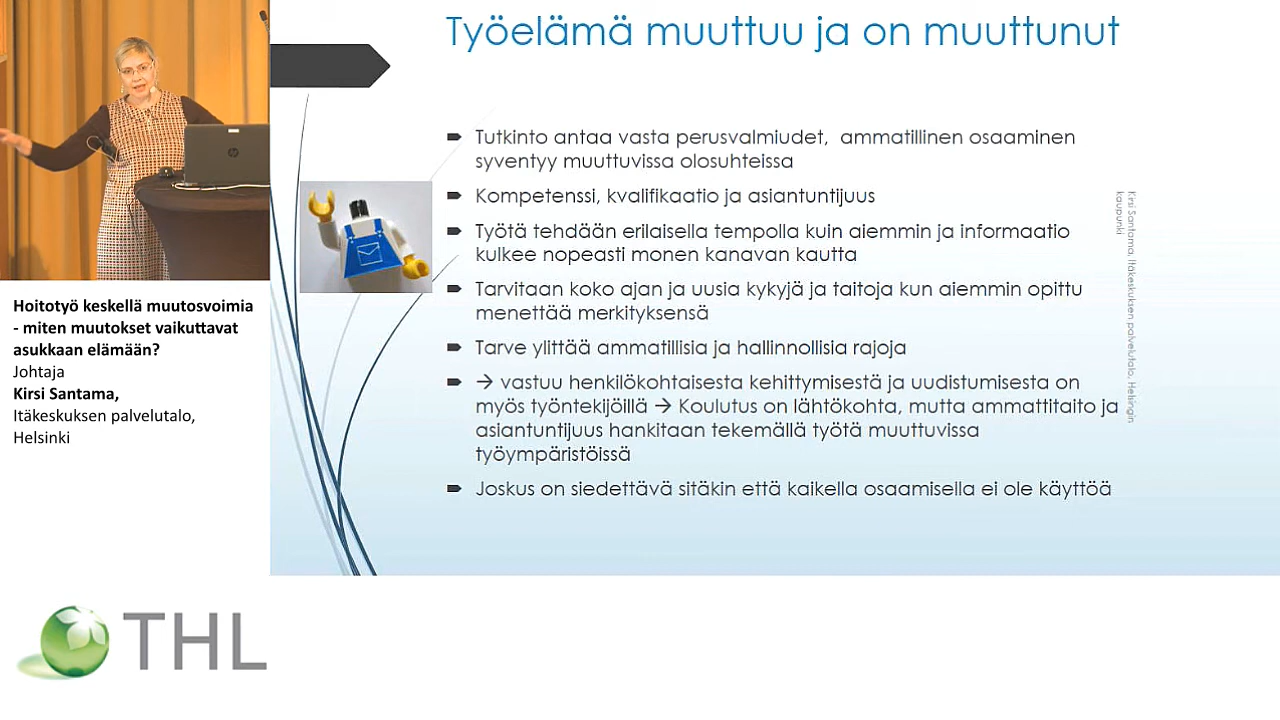 Työelämä muuttuu ja on muuttunut
Tutkinto antaa vasta perusvalmiudet, ammatillinen osaaminen
syventyy muuttuvissa olosuhteissa
Kompetenssi, kvalifikaatio ja asiantuntijuus
Työtä tehdään erilaisella tempolla kuin aiemmin ja informaatio
kulkee nopeasti monen kanavan kautta
Tarvitaan koko ajan ja uusia kykyjä ja taitoja kun aiemmin opittu
menettää merkityksensä
Tarve ylittää ammatillisia ja hallinnollisia rajoja
→ vastuu henkilökohtaisesta kehittymisestä ja uudistumisesta on
myös työntekijöillä → Koulutus on lähtökohta, mutta ammattitaito ja
asiantuntijuus hankitaan tekemällä työtä muuttuvissa
työympäristöissä
Joskus on siedettävä sitäkin että kaikella osaamisella ei ole käyttöä
Kirsi Santama, Itäkeskuksen palvelutalo, Helsingin
kaupunki
hp
Hoitotyö keskellä muutosvoimia
- miten muutokset vaikuttavat
asukkaan elämään?
Johtaja
Kirsi Santama,
Itäkeskuksen palvelutalo,
Helsinki
THL